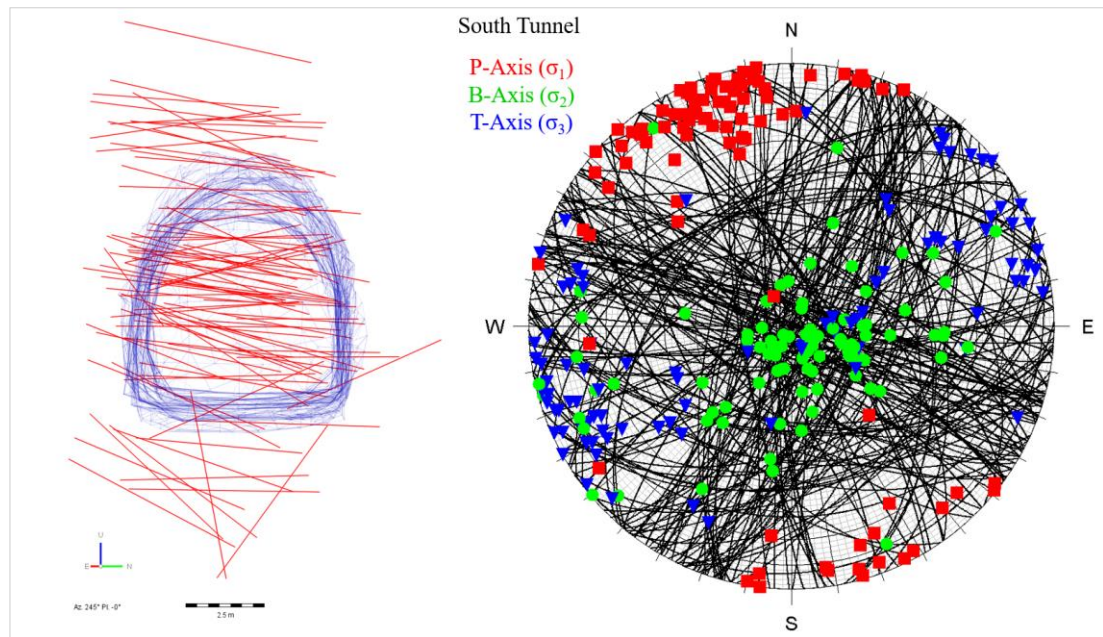 South Tunnel
P-Axis (σ₁)
B-Axis (σ₂)
T-Axis (σ₃)
N
W
E
S
U
E
N
Az. 245° Pl. -0°
2.5 m